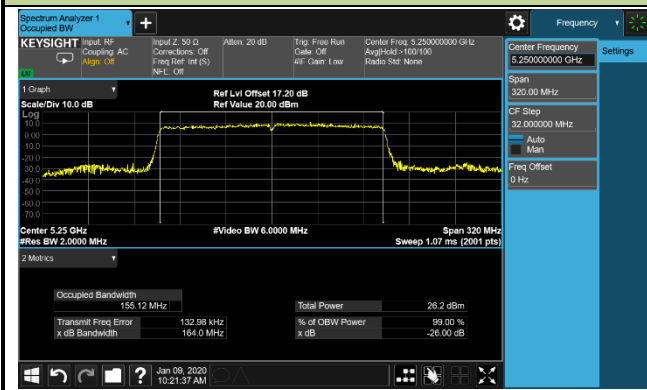 Spectrum Analyzer 1
Occupied BW
Frequency
KEYSIGHT
Input: RF
Coupling: AC
Align: Off
Input Z: 50 Ω
Corrections: Off
Freq Ref: Int (S)
NFE: Off
Atten: 20 dB
Trig: Free Run
Gate: Off
#IF Gain: Low
Center Freq: 5.250000000 GHz
Avg|Hold:>100/100
Radio Std: None
Center Frequency
5.250000000 GHz
Settings
Span
320.00 MHz
CF Step
32.000000 MHz
Auto
Man
Freq Offset
0 Hz
1 Graph
Scale/Div 10.0 dB
Ref Lvl Offset 17.20 dB
Ref Value 20.00 dBm
Log
10.0
0.00
-10.0
-20.0
-30.0
-40.0
-50.0
-60.0
-70.0
Center 5.25 GHz
#Video BW 6.0000 MHz
Span 320 MHz
#Res BW 2.0000 MHz
Sweep 1.07 ms (2001 pts)
2 Metrics
Occupied Bandwidth
155.12 MHz
Total Power
26.2 dBm
Transmit Freq Error
132.98 kHz
% of OBW Power
99.00 %
x dB Bandwidth
164.0 MHz
x dB
-26.00 dB
?
Jan 09, 2020
10:21:37 AM